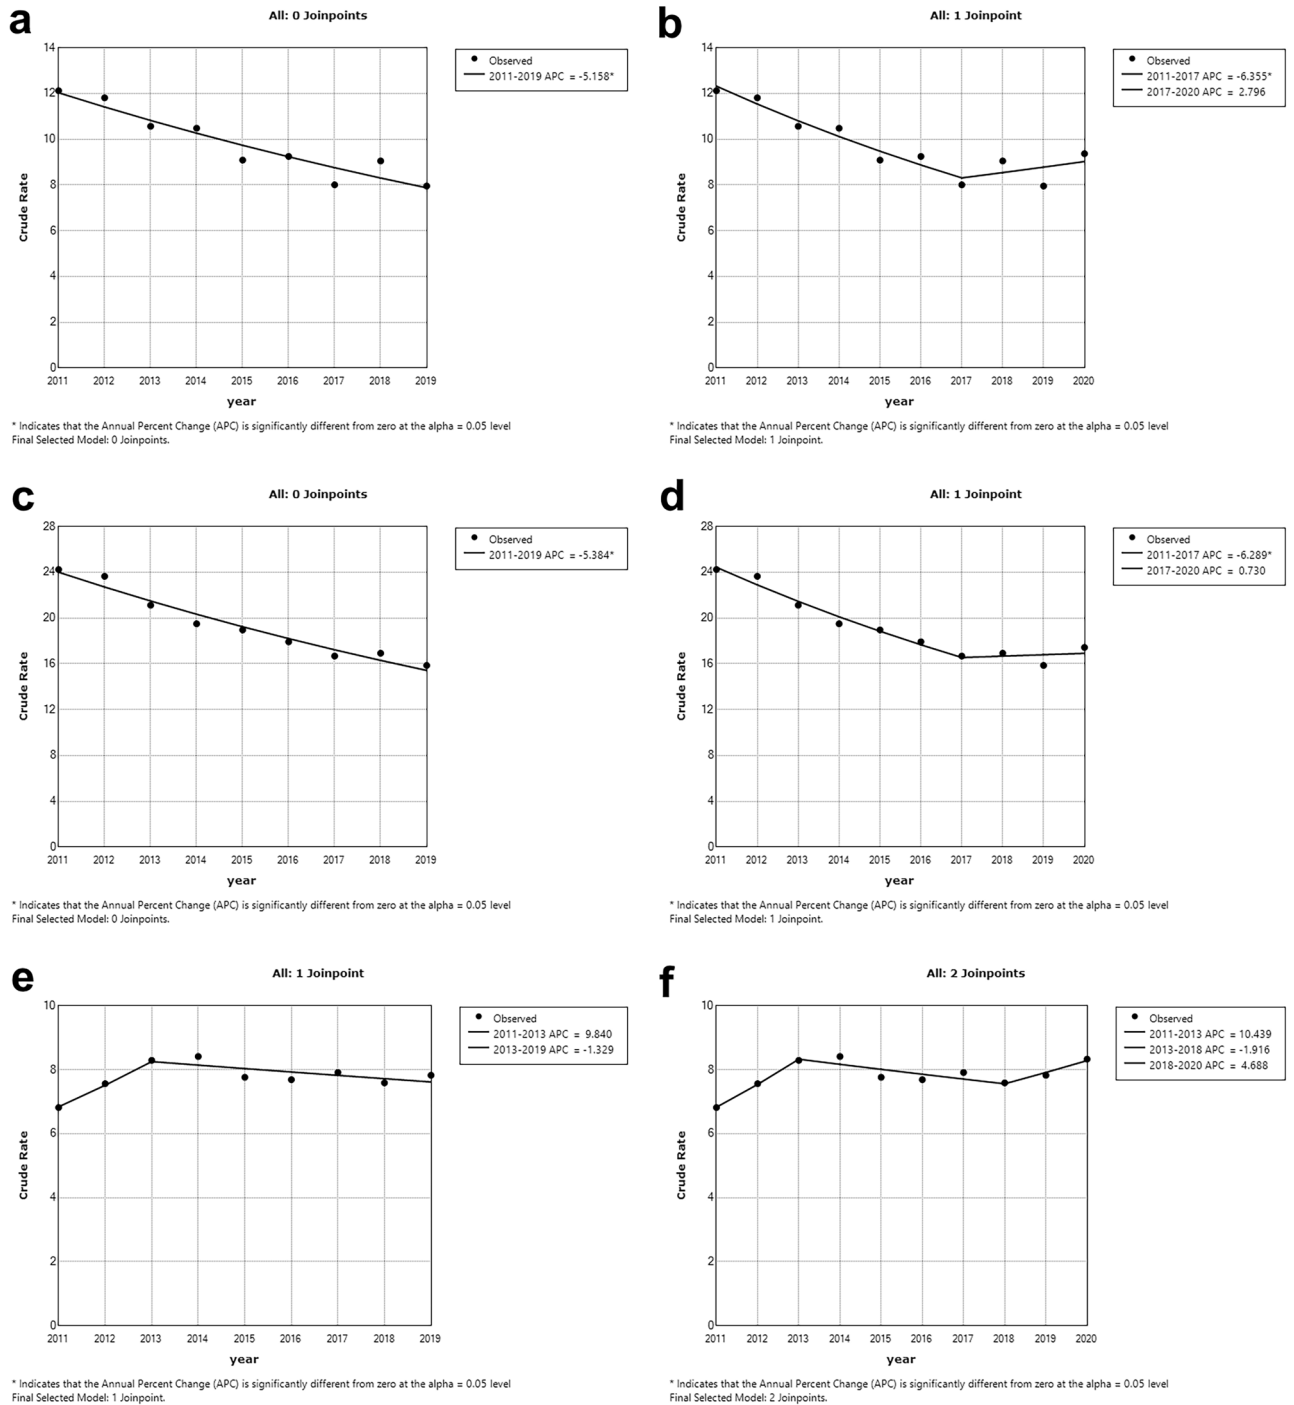 a
All: 0 Joinpoints
14
12
10
8
6
4
2
0
Crude Rate
2011 2012 2013 2014 2015 2016 2017 2018 2019
year
Observed
2011-2019 APC = -5.158*
* Indicates that the Annual Percent Change (APC) is significantly different from zero at the alpha = 0.05 level
Final Selected Model: 0 Joinpoints.
b
All: 1 Joinpoint
14
12
10
8
6
4
2
0
Crude Rate
2011 2012 2013 2014 2015 2016 2017 2018 2019 2020
year
Observed
2011-2017 APC = -6.355*
2017-2020 APC = 2.796
* Indicates that the Annual Percent Change (APC) is significantly different from zero at the alpha = 0.05 level
Final Selected Model: 1 Joinpoint.
c
All: 0 Joinpoints
28
24
20
16
12
8
4
0
Crude Rate
2011 2012 2013 2014 2015 2016 2017 2018 2019
year
Observed
2011-2019 APC = -5.384*
* Indicates that the Annual Percent Change (APC) is significantly different from zero at the alpha = 0.05 level
Final Selected Model: 0 Joinpoints.
d
All: 1 Joinpoint
28
24
20
16
12
8
4
0
Crude Rate
2011 2012 2013 2014 2015 2016 2017 2018 2019 2020
year
Observed
2011-2017 APC = -6.289*
2017-2020 APC = 0.730
* Indicates that the Annual Percent Change (APC) is significantly different from zero at the alpha = 0.05 level
Final Selected Model: 1 Joinpoint.
e
All: 1 Joinpoint
10
8
6
4
2
0
Crude Rate
2011 2012 2013 2014 2015 2016 2017 2018 2019
year
Observed
2011-2013 APC = 9.840
2013-2019 APC = -1.329
* Indicates that the Annual Percent Change (APC) is significantly different from zero at the alpha = 0.05 level
Final Selected Model: 1 Joinpoint.
f
All: 2 Joinpoints
10
8
6
4
2
0
Crude Rate
2011 2012 2013 2014 2015 2016 2017 2018 2019 2020
year
Observed
2011-2013 APC = 10.439
2013-2018 APC = -1.916
2018-2020 APC = 4.688
* Indicates that the Annual Percent Change (APC) is significantly different from zero at the alpha = 0.05 level
Final Selected Model: 2 Joinpoints.